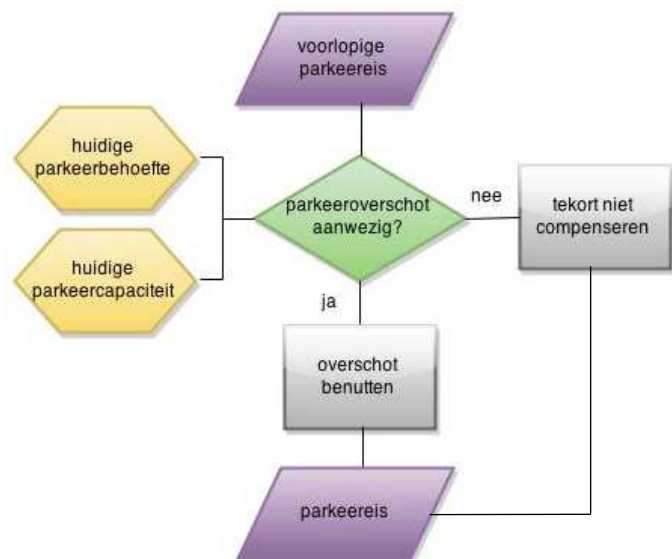 voorlopige
parkeereis
huidige
parkeerbehoefte
parkeeroverschot
aanwezig?
nee
tekort niet
compenseren
huidige
parkeercapaciteit
ja
overschot
benutten
parkeereis